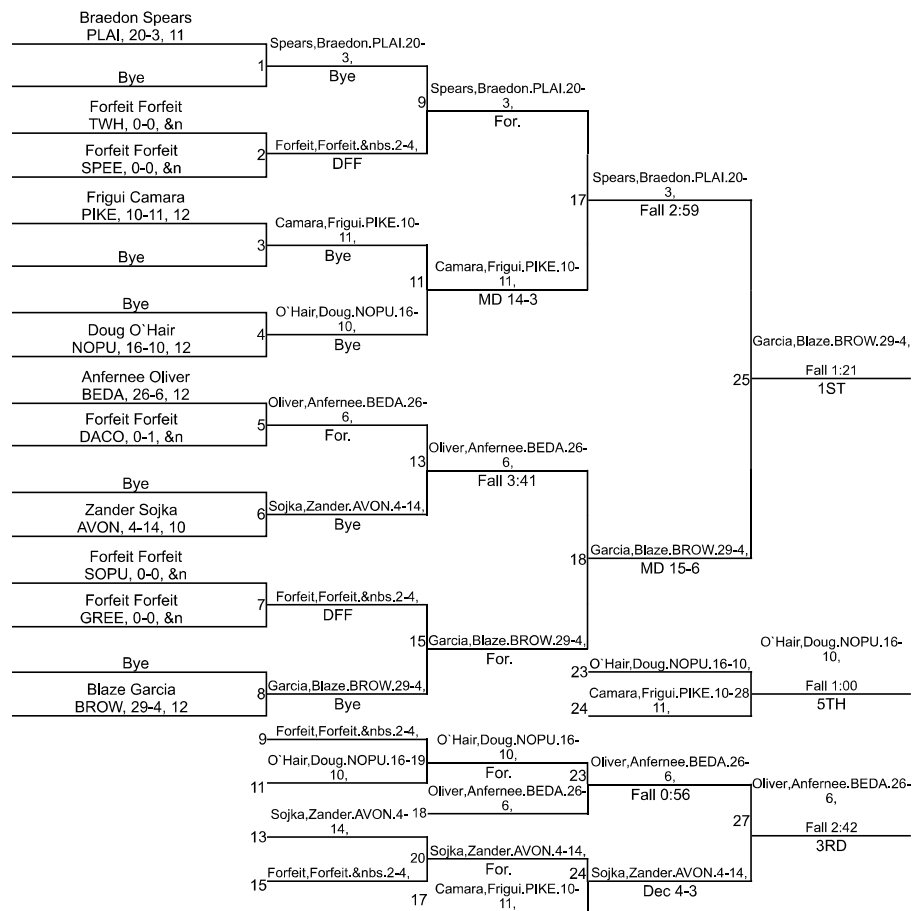 Braedon Spears
PLAI, 20-3, 11
Bye
1
Spears,Braedon.PLAI.20-
3,
Bye
Forfeit Forfeit
TWH, 0-0, &n
Forfeit Forfeit
SPEE, 0-0, &n
2
Forfeit,Forfeit.&nbs.2-4,
DFF
9
Spears,Braedon.PLAI.20-
3,
For.
Frigui Camara
PIKE, 10-11, 12
Bye
3
Camara,Frigui.PIKE.10-
11,
Bye
Bye
Doug O`Hair
NOPU, 16-10, 12
4
O`Hair,Doug.NOPU.16-
10,
Bye
11
Camara,Frigui.PIKE.10-
11,
MD 14-3
17
Spears,Braedon.PLAI.20-
3,
Fall 2:59
Anfernee Oliver
BEDA, 26-6, 12
Forfeit Forfeit
DACO, 0-1, &n
5
Oliver,Anfernee.BEDA.26-
6,
For.
Bye
Zander Sojka
AVON, 4-14, 10
6
Sojka,Zander.AVON.4-14,
Bye
13
Oliver,Anfernee.BEDA.26-
6,
Fall 3:41
Forfeit Forfeit
SOPU, 0-0, &n
Forfeit Forfeit
GREE, 0-0, &n
7
Forfeit,Forfeit.&nbs.2-4,
DFF
Bye
Blaze Garcia
BROW, 29-4, 12
8
Garcia,Blaze.BROW.29-4,
Bye
15
Garcia,Blaze.BROW.29-4,
For.
18
Garcia,Blaze.BROW.29-4,
MD 15-6
25
Garcia,Blaze.BROW.29-4,
Fall 1:21
1ST
23
O`Hair,Doug.NOPU.16-10,
24
Camara,Frigui.PIKE.10-
11,
28
O`Hair,Doug.NOPU.16-
10,
Fall 1:00
5TH
9
Forfeit,Forfeit.&nbs.2-4,
11
O`Hair,Doug.NOPU.16-
10,
19
O`Hair,Doug.NOPU.16-
10,
For.
18
Oliver,Anfernee.BEDA.26-
6,
23
Oliver,Anfernee.BEDA.26-
6,
Fall 0:56
13
Sojka,Zander.AVON.4-
14,
15
Forfeit,Forfeit.&nbs.2-4,
20
Sojka,Zander.AVON.4-14,
For.
17
Camara,Frigui.PIKE.10-
11,
24
Sojka,Zander.AVON.4-14,
Dec 4-3
27
Oliver,Anfernee.BEDA.26-
6,
Fall 2:42
3RD